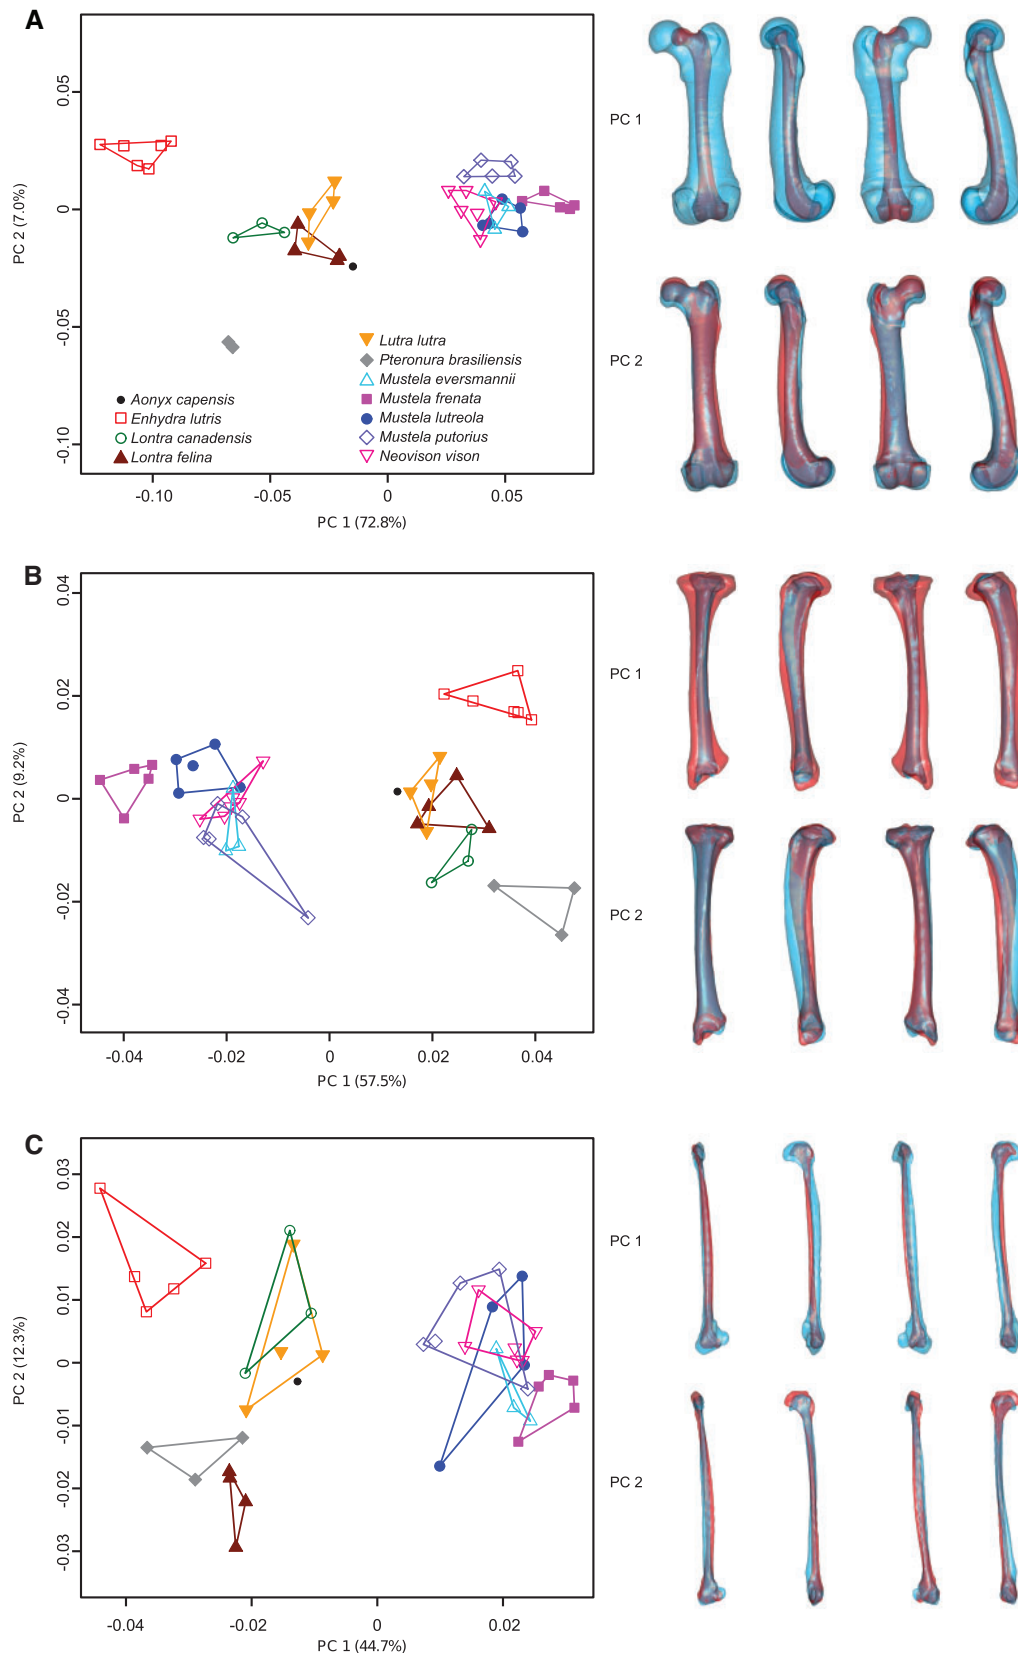 A
PC 2 (7.0%)
0.05
0
-0.05
-0.10
Aonyx capensis
Enhydra lutris
Lontra canadensis
Lontra felina
Lutra lutra
Pteronura brasiliensis
Mustela eversmannii
Mustela frenata
Mustela lutreola
Mustela putorius
Neovison vison
-0.10 -0.05 0 0.05
PC 1 (72.8%)
PC 1
PC 2
B
PC 2 (9.2%)
0.04
0.02
0
-0.02
-0.04
-0.04 -0.02 0 0.02 0.04
PC 1 (57.5%)
PC 1
PC 2
C
PC 2 (12.3%)
0.03
0.02
0.01
0
-0.01
-0.02
-0.03
-0.04 -0.02 0 0.02
PC 1 (44.7%)
PC 1
PC 2